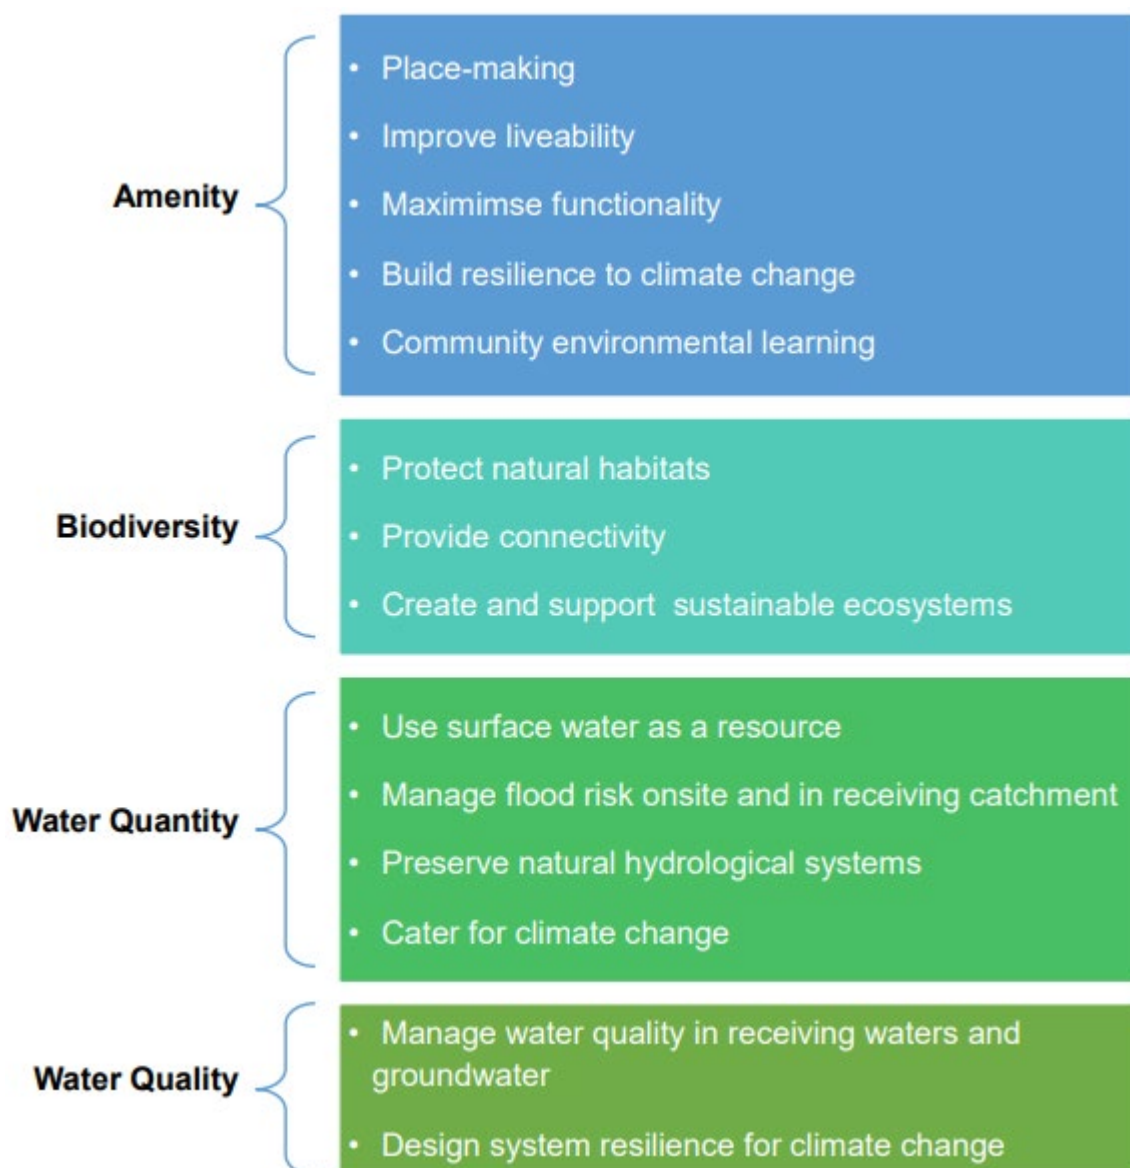 Amenity
• Place-making
• Improve liveability
• Maximimse functionality
• Build resilience to climate change
• Community environmental learning
Biodiversity
• Protect natural habitats
• Provide connectivity
• Create and support  sustainable ecosystems
Water Quantity
• Use surface water as a resource
• Manage flood risk onsite and in receiving catchment
• Preserve natural hydrological systems
• Cater for climate change
Water Quality
• Manage water quality in receiving waters and
groundwater
• Design system resilience for climate change